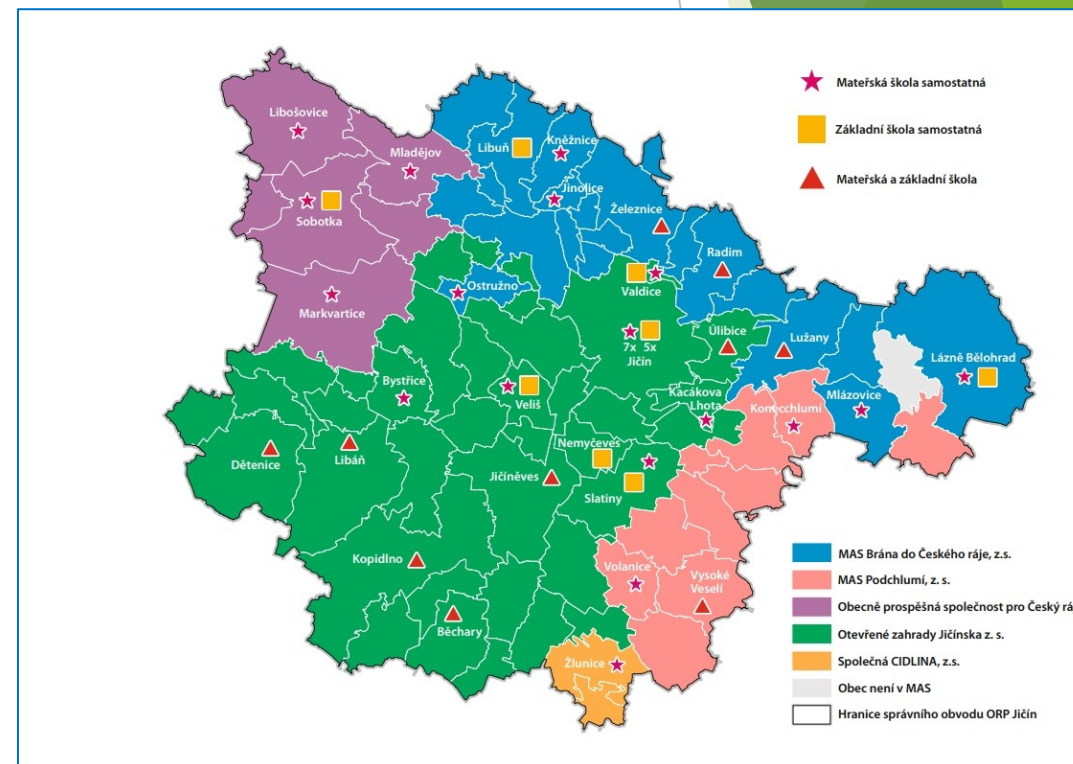 Mateřská škola samostatná
Základní škola samostatná
Mateřská a základní škola
Libošovice
Mladějov
Sobotka
Markvartice
Libuň
Kněžnice
Jinolice
Železnice
Radim
Ostružno
Valdice
7x 5x
Jičín
Úlibice
Lužany
Lázně Bělohrad
Bystřice
Veliš
Kacákova
Lhota
Konecchlumí
Mlázovice
Dětenice
Libáň
Jičíněves
Nemyčeves
Slatiny
Kopidlno
Volanice
Vysoké
Veselí
Běchary
Žlunice
MAS Brána do Českého ráje, z.s.
MAS Podchlumí, z. s.
Obecně prospěšná společnost pro Český rá
Otevřené zahrady Jičínska z. s.
Společná CIDLINA, z.s.
Obec není v MAS
Hranice správního obvodu ORP Jičín